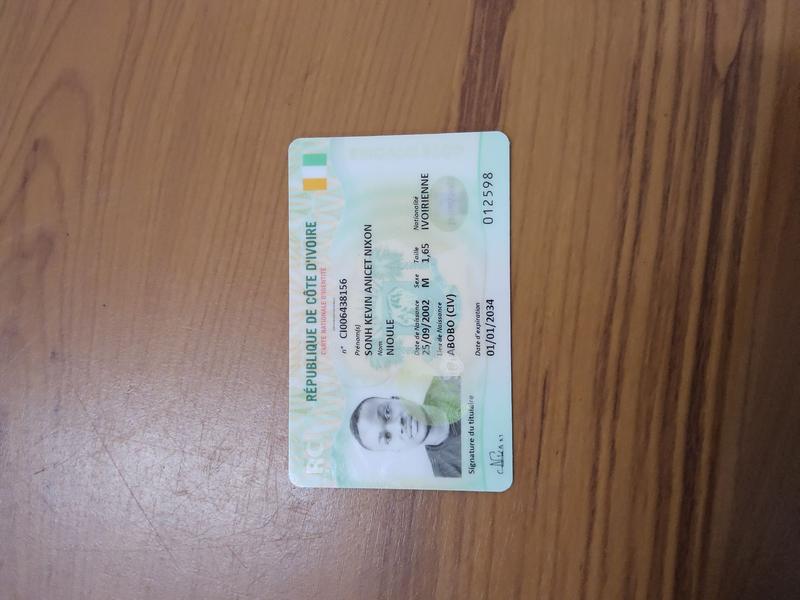 RÉPUBLIQUE DE CÔTE D'IVOIRE
CARTE NATIONALE D'IDENTITÉ
RCI
n° CI006438156
Prénom(s)
SONH KEVIN ANICET NIXON
Nom
NIOULE
Date de Naissance Sexe Taille Nationalité
25/09/2002 M 1,65 IVOIRIENNE
Lieu de Naissance
ABOBO (CIV)
Signature du titulaire
Date d'expiration
01/01/2034
012598